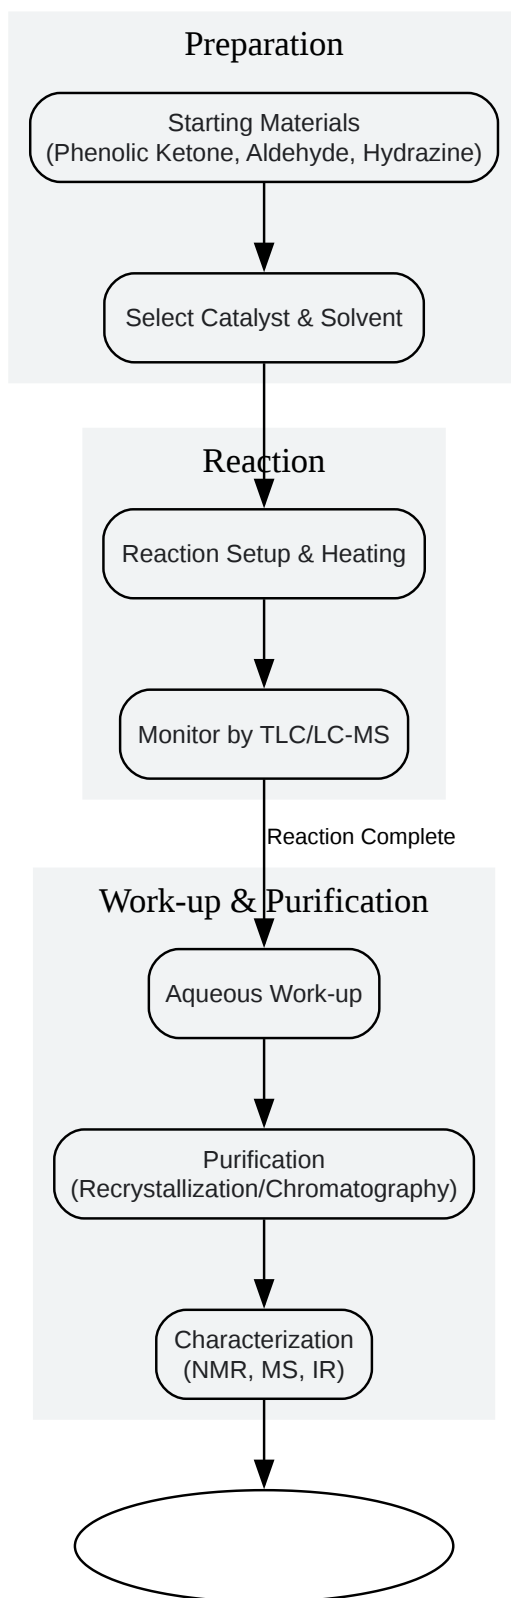 Preparation
Starting Materials
(Phenolic Ketone, Aldehyde, Hydrazine)
Select Catalyst & Solvent
Reaction
Reaction Setup & Heating
Monitor by TLC/LC-MS
Reaction Complete
Work-up & Purification
Aqueous Work-up
Purification
(Recrystallization/Chromatography)
Characterization
(NMR, MS, IR)